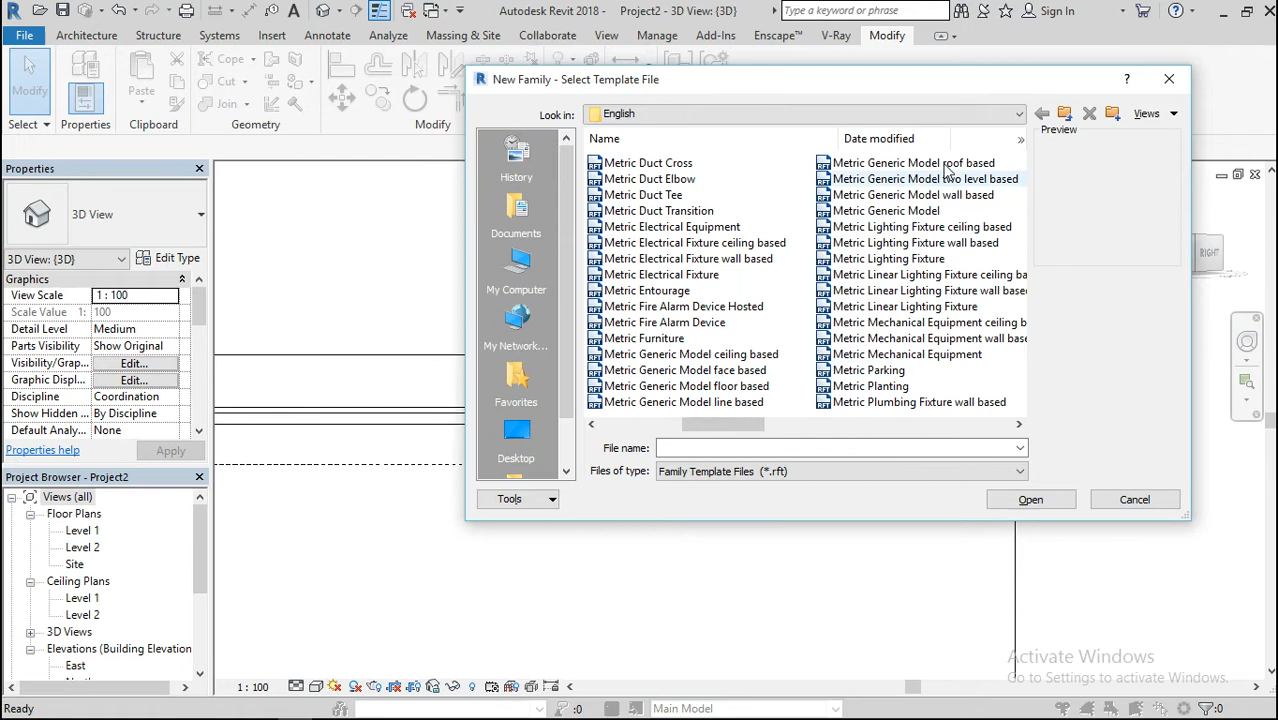 Autodesk Revit 2018 -    Project2 - 3D View: {3D}
Type a keyword or phrase
Sign In
File
Architecture
Structure
Systems
Insert
Annotate
Analyze
Massing & Site
Collaborate
View
Manage
Add-Ins
Enscape™
V-Ray
Modify
Modify
Paste
Cope
Cut
Join
Select
Properties
Clipboard
Geometry
Modify
New Family - Select Template File
Look in:
English
Views
Name
Date modified
Preview
History
Documents
My Computer
My Network...
Favorites
Desktop
Metric Duct Cross
Metric Duct Elbow
Metric Duct Tee
Metric Duct Transition
Metric Electrical Equipment
Metric Electrical Fixture ceiling based
Metric Electrical Fixture wall based
Metric Electrical Fixture
Metric Entourage
Metric Fire Alarm Device Hosted
Metric Fire Alarm Device
Metric Furniture
Metric Generic Model ceiling based
Metric Generic Model face based
Metric Generic Model floor based
Metric Generic Model line based
Metric Generic Model roof based
Metric Generic Model two level based
Metric Generic Model wall based
Metric Generic Model
Metric Lighting Fixture ceiling based
Metric Lighting Fixture wall based
Metric Lighting Fixture
Metric Linear Lighting Fixture ceiling ba
Metric Linear Lighting Fixture wall base
Metric Linear Lighting Fixture
Metric Mechanical Equipment ceiling b
Metric Mechanical Equipment wall base
Metric Mechanical Equipment
Metric Parking
Metric Planting
Metric Plumbing Fixture wall based
File name:
Files of type:
Family Template Files  (*.rft)
Tools
Open
Cancel
Properties
3D View
3D View: {3D}
Edit Type
Graphics
View Scale
1 : 100
Scale Value  1:
100
Detail Level
Medium
Parts Visibility
Show Original
Visibility/Grap...
Edit...
Graphic Displ...
Edit...
Discipline
Coordination
Show Hidden ...
By Discipline
Default Analy...
None
Properties help
Apply
Project Browser - Project2
Views (all)
Floor Plans
Level 1
Level 2
Site
Ceiling Plans
Level 1
Level 2
3D Views
Elevations (Building Elevation
East
RIGHT
Activate Windows
Go to Settings to activate Windows.
1 : 100
Ready
:0
Main Model
:0